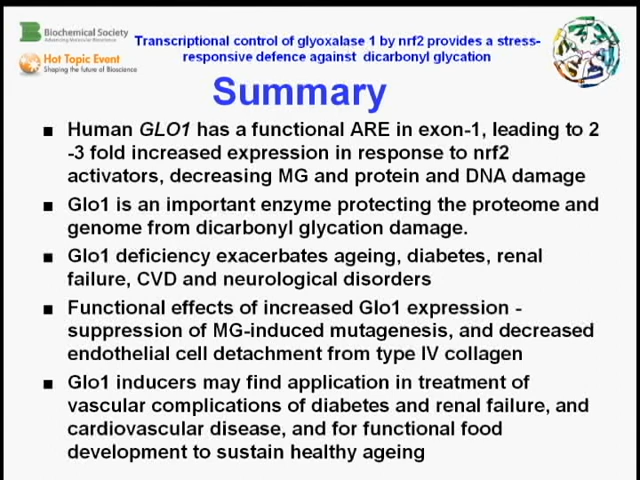 Biochemical Society
Advancing Molecular Bioscience
Hot Topic Event
Shaping the future of Bioscience
Transcriptional control of glyoxalase 1 by nrf2 provides a stress-
responsive defence against dicarbonyl glycation
Summary
■ Human GLO1 has a functional ARE in exon-1, leading to 2
-3 fold increased expression in response to nrf2
activators, decreasing MG and protein and DNA damage
■ Glo1 is an important enzyme protecting the proteome and
genome from dicarbonyl glycation damage.
■ Glo1 deficiency exacerbates ageing, diabetes, renal
failure, CVD and neurological disorders
■ Functional effects of increased Glo1 expression -
suppression of MG-induced mutagenesis, and decreased
endothelial cell detachment from type IV collagen
■ Glo1 inducers may find application in treatment of
vascular complications of diabetes and renal failure, and
cardiovascular disease, and for functional food
development to sustain healthy ageing